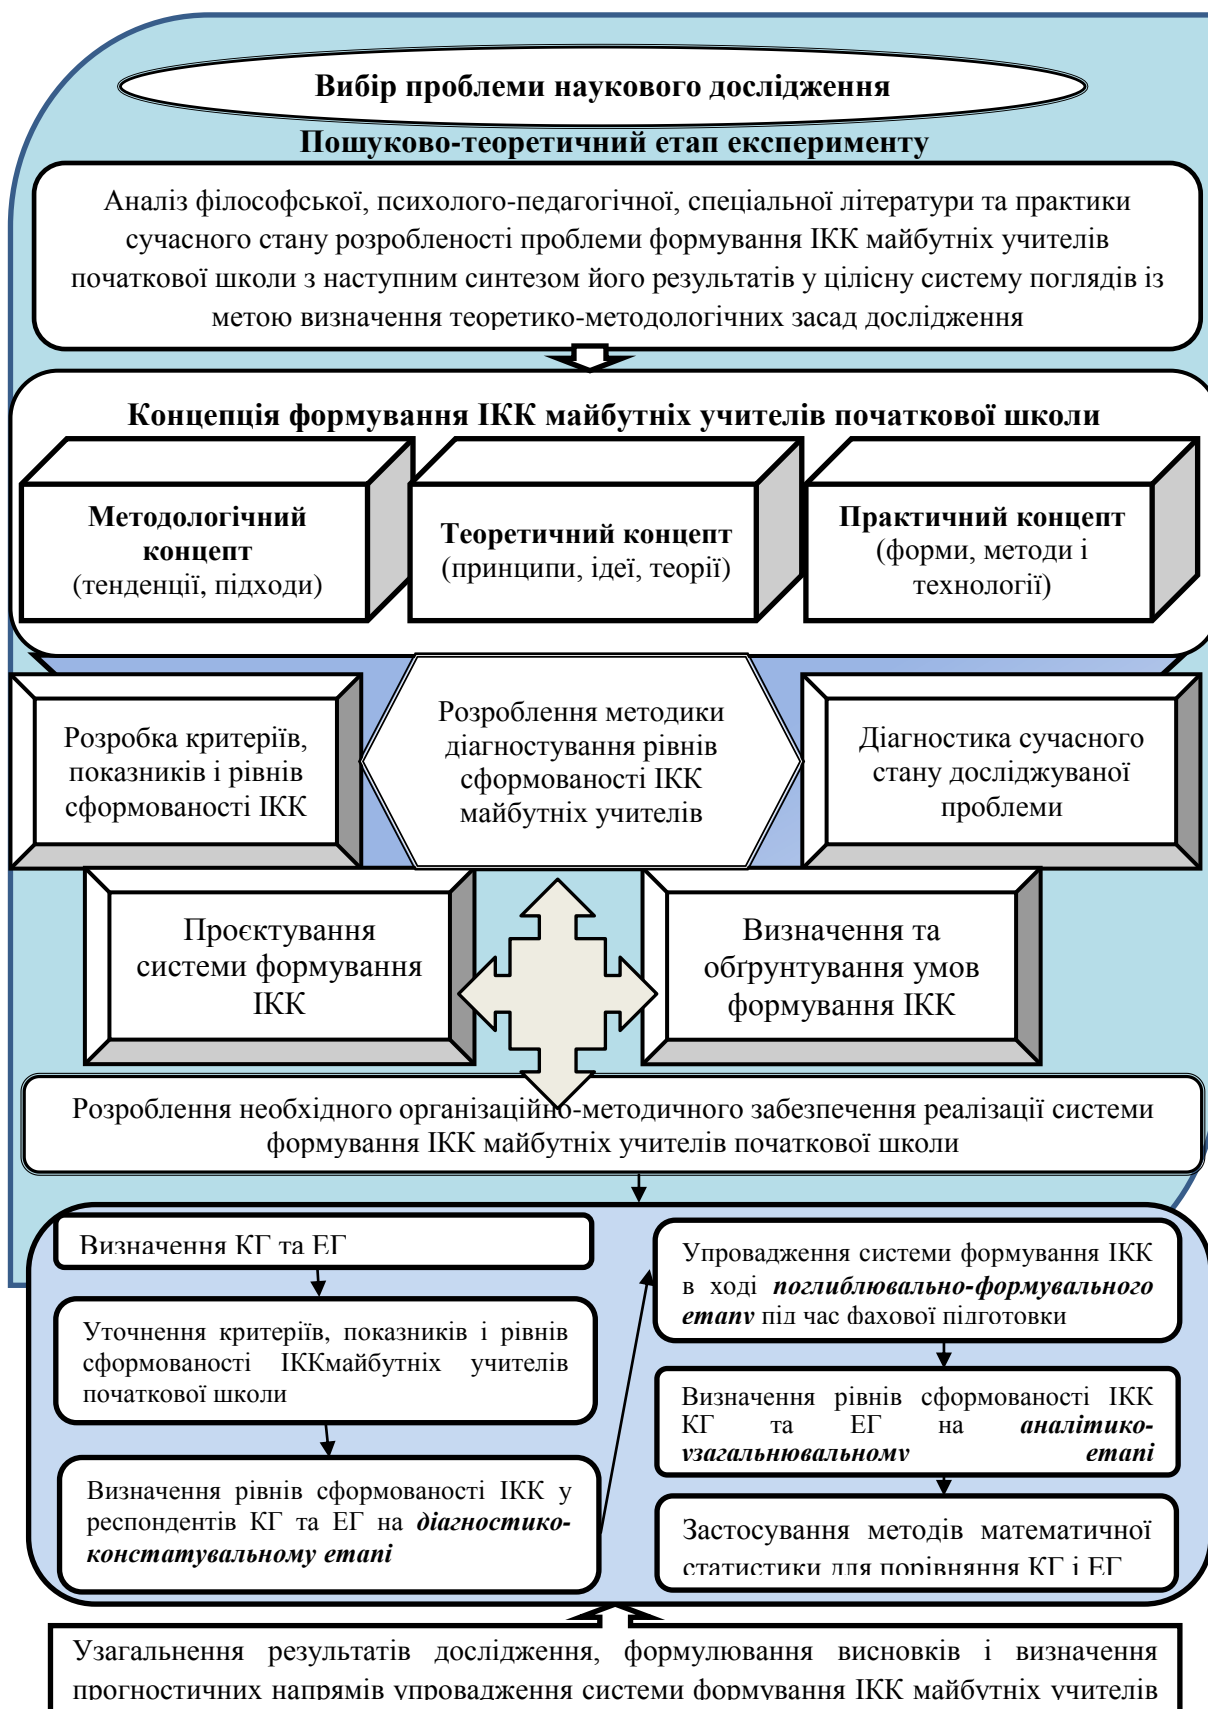 Вибір проблеми наукового дослідження
Пошуково-теоретичний етап експерименту
Аналіз філософської, психолого-педагогічної, спеціальної літератури та практики
сучасного стану розробленості проблеми формування ІКК майбутніх учителів
початкової школи з наступним синтезом його результатів у цілісну систему поглядів із
метою визначення теоретико-методологічних засад дослідження
Концепція формування ІКК майбутніх учителів початкової школи
Методологічний
концепт
(тенденції, підходи)
Теоретичний концепт
(принципи, ідеї, теорії)
Практичний концепт
(форми, методи і
технології)
Розробка критеріїв,
показників і рівнів
сформованості ІКК
Розроблення методики
діагностування рівнів
сформованості ІКК
майбутніх учителів
Діагностика сучасного
стану досліджуваної
проблеми
Проєктування
системи формування
ІКК
Визначення та
обґрунтування умов
формування ІКК
Розроблення необхідного організаційно-методичного забезпечення реалізації системи
формування ІКК майбутніх учителів початкової школи
Визначення КГ та ЕГ
Уточнення критеріїв, показників і рівнів
сформованості ІККмайбутніх учителів
початкової школи
Визначення рівнів сформованості ІКК у
респондентів КГ та ЕГ на діагностико-
констатувальному етапі
Упровадження системи формування ІКК
в ході поглиблювально-формувального
етапу під час фахової підготовки
Визначення рівнів сформованості ІКК
КГ та ЕГ на аналітико-
узагальнювальному етапі
Застосування методів математичної
статистики для порівняння КГ і ЕГ
Узагальнення результатів дослідження, формулювання висновків і визначення
прогностичних напрямів упровадження системи формування ІКК майбутніх учителів